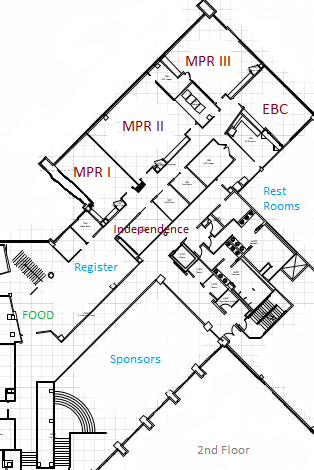 MPR III
EBC
MPR II
MPR I
Rest
Rooms
Independence
Register
FOOD
Sponsors
2nd Floor